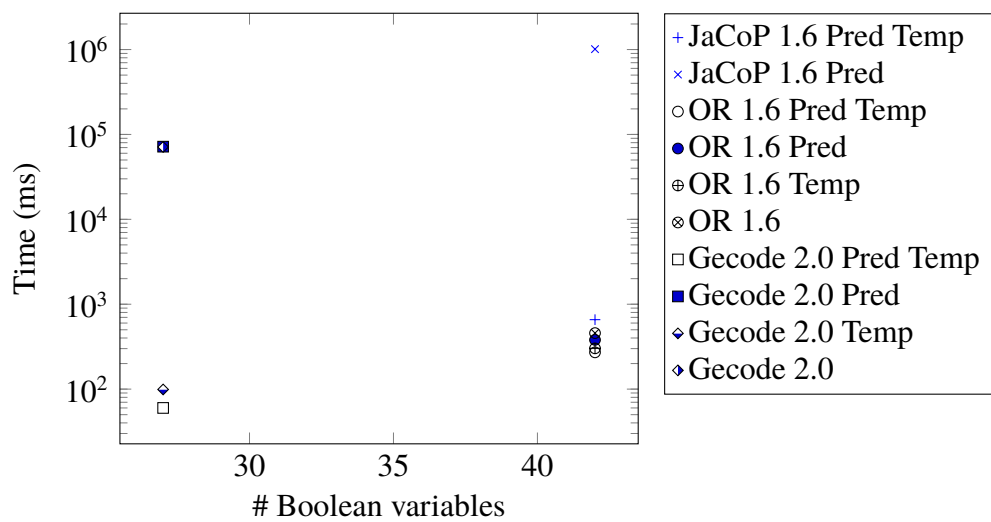 10^6
10^5
10^4
10^3
10^2
Time (ms)
30 35 40
# Boolean variables
JaCoP 1.6 Pred Temp
JaCoP 1.6 Pred
OR 1.6 Pred Temp
OR 1.6 Pred
OR 1.6 Temp
OR 1.6
Gecode 2.0 Pred Temp
Gecode 2.0 Pred
Gecode 2.0 Temp
Gecode 2.0